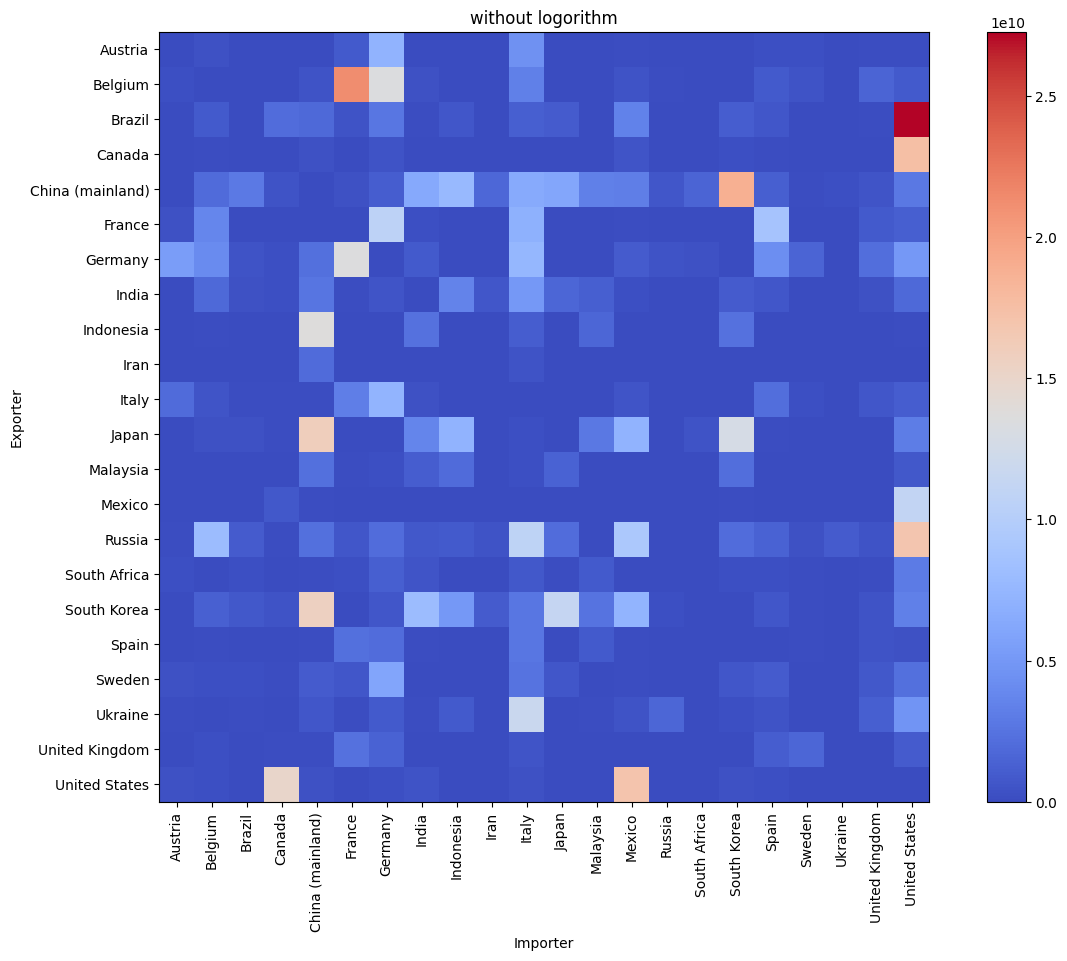 without logorithm
1e10
Austria
Belgium
Brazil
Canada
China (mainland)
France
Germany
India
Indonesia
Iran
Italy
Japan
Malaysia
Mexico
Russia
South Africa
South Korea
Spain
Sweden
Ukraine
United Kingdom
United States
Exporter
2.5
2.0
1.5
1.0
0.5
0.0
Austria
Belgium
Brazil
Canada
China (mainland)
France
Germany
India
Indonesia
Iran
Italy
Japan
Malaysia
Mexico
Russia
South Africa
South Korea
Spain
Sweden
Ukraine
United Kingdom
United States
Importer